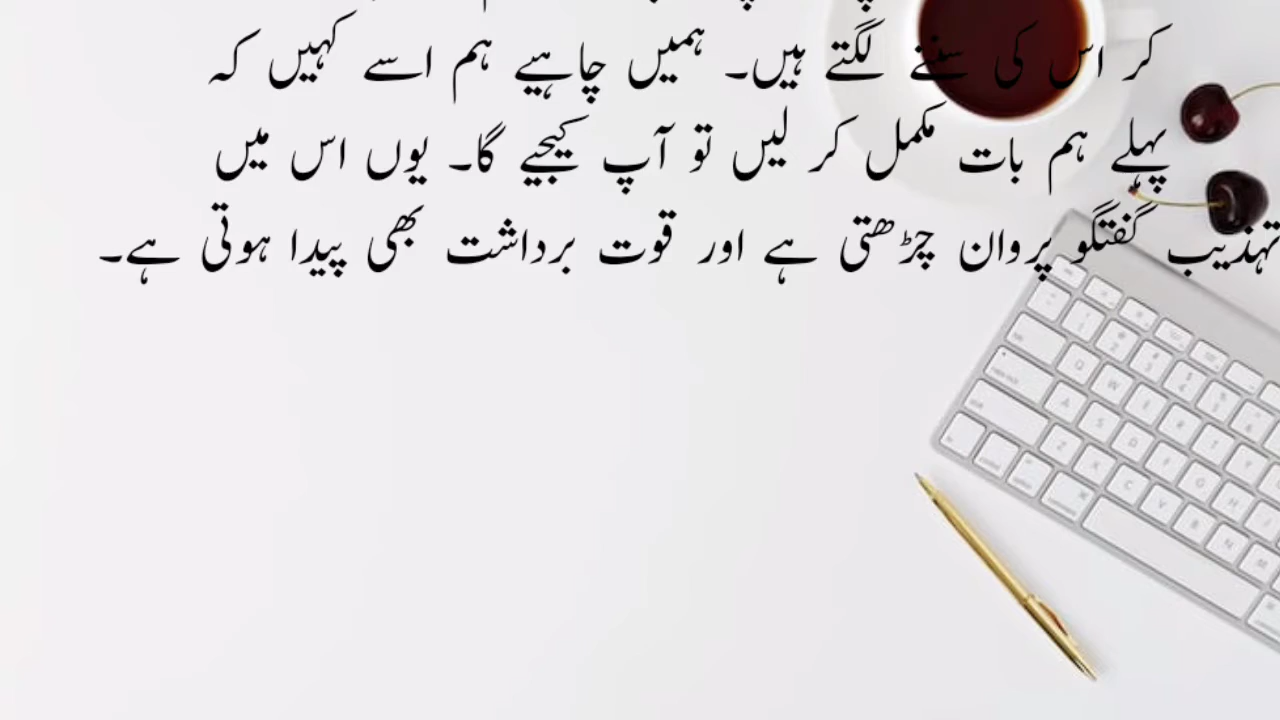 کر اس کی سننے لگتے ہیں۔ ہمیں چاہیے ہم اسے کہیں کہ
پہلے ہم بات مکمل کر لیں تو آپ کیجیے گا۔ یوں اس میں
تہذیب گفتگو پروان چڑھتی ہے اور قوت برداشت بھی پیدا ہوتی ہے۔